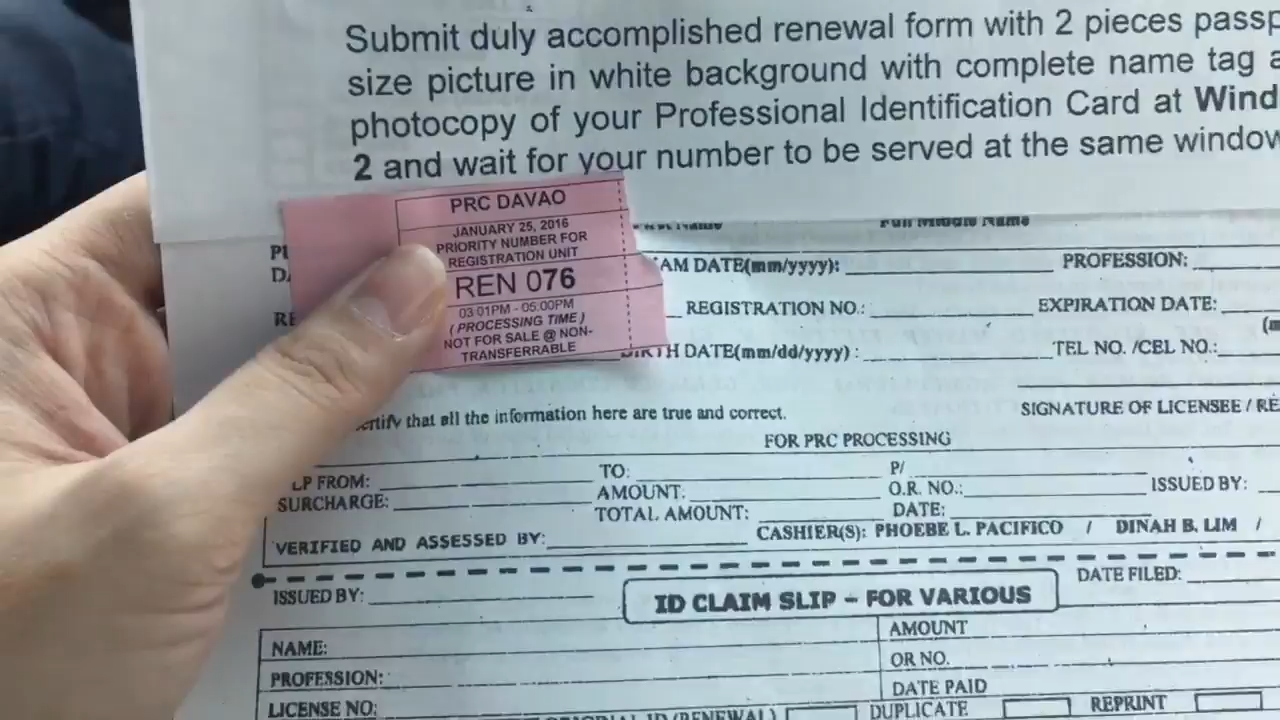 Submit duly accomplished renewal form with 2 pieces
size picture in white background with complete name tag
photocopy of your Professional Identification Card at
2 and wait for your number to be served at the same window
PRC DAVAO
JANUARY 25, 2016
PRIORITY NUMBER FOR
REGISTRATION UNIT
REN 076
03 01PM - 05:00PM
( PROCESSING TIME )
NOT FOR SALE @ NON-
TRANSFERRABLE
Full Middle Name
AM DATE(mm/yyyy): PROFESSION:
REGISTRATION NO.: EXPIRATION DATE:
BIRTH DATE(mm/dd/yyyy) : TEL NO. /CEL NO.:
ertify that all the information here are true and correct. SIGNATURE OF LICENSEE / RE
FOR PRC PROCESSING
LP FROM: TO: P/
SURCHARGE: AMOUNT: O.R. NO.: ISSUED BY:
TOTAL AMOUNT: DATE:
VERIFIED AND ASSESSED BY: CASHIER(S): PHOEBE L. PACIFICO / DINAH B. LIM /
ISSUED BY: DATE FILED:
ID CLAIM SLIP – FOR VARIOUS
NAME: AMOUNT
PROFESSION: OR NO.
DATE PAID
LICENSE NO: (RENEWAL) DUPLICATE REPRINT